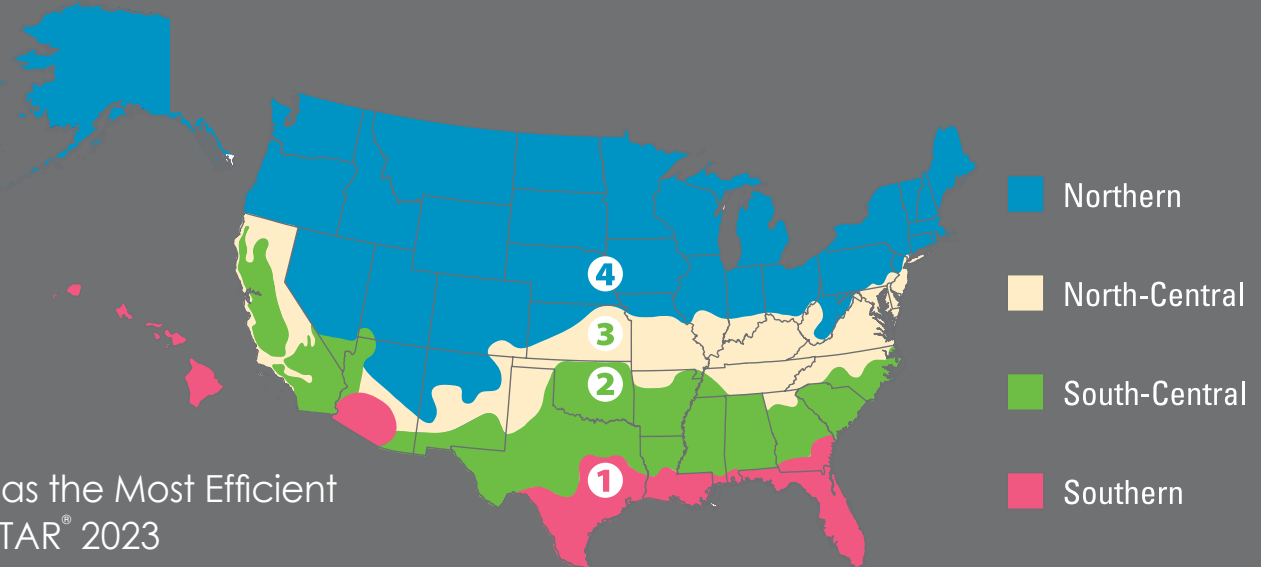 4
3
2
1
Northern
North-Central
South-Central
Southern
as the Most Efficient
TAR® 2023